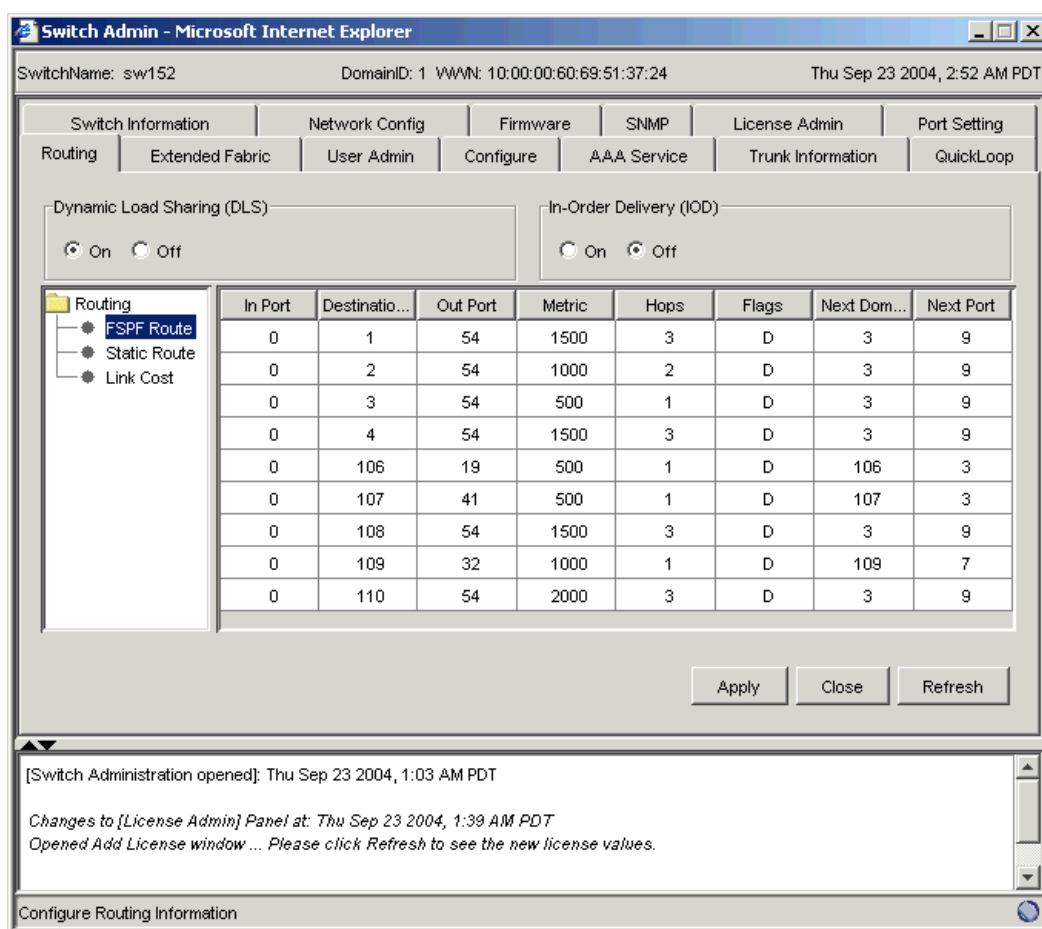 Switch Admin - Microsoft Internet Explorer
SwitchName: sw152 DomainID: 1 WWN: 10:00:00:60:69:51:37:24 Thu Sep 23 2004, 2:52 AM PDT
Switch Information Network Config Firmware SNMP License Admin Port Setting
Routing Extended Fabric User Admin Configure AAA Service Trunk Information QuickLoop
Dynamic Load Sharing (DLS) In-Order Delivery (IOD)
On Off On Off
Routing
FSPF Route
Static Route
Link Cost
In Port Destinatio... Out Port Metric Hops Flags Next Dom... Next Port
0 1 54 1500 3 D 3 9
0 2 54 1000 2 D 3 9
0 3 54 500 1 D 3 9
0 4 54 1500 3 D 3 9
0 106 19 500 1 D 106 3
0 107 41 500 1 D 107 3
0 108 54 1500 3 D 3 9
0 109 32 1000 1 D 109 7
0 110 54 2000 3 D 3 9
Apply Close Refresh
[Switch Administration opened]: Thu Sep 23 2004, 1:03 AM PDT
Changes to [License Admin] Panel at: Thu Sep 23 2004, 1:39 AM PDT
Opened Add License window ... Please click Refresh to see the new license values.
Configure Routing Information